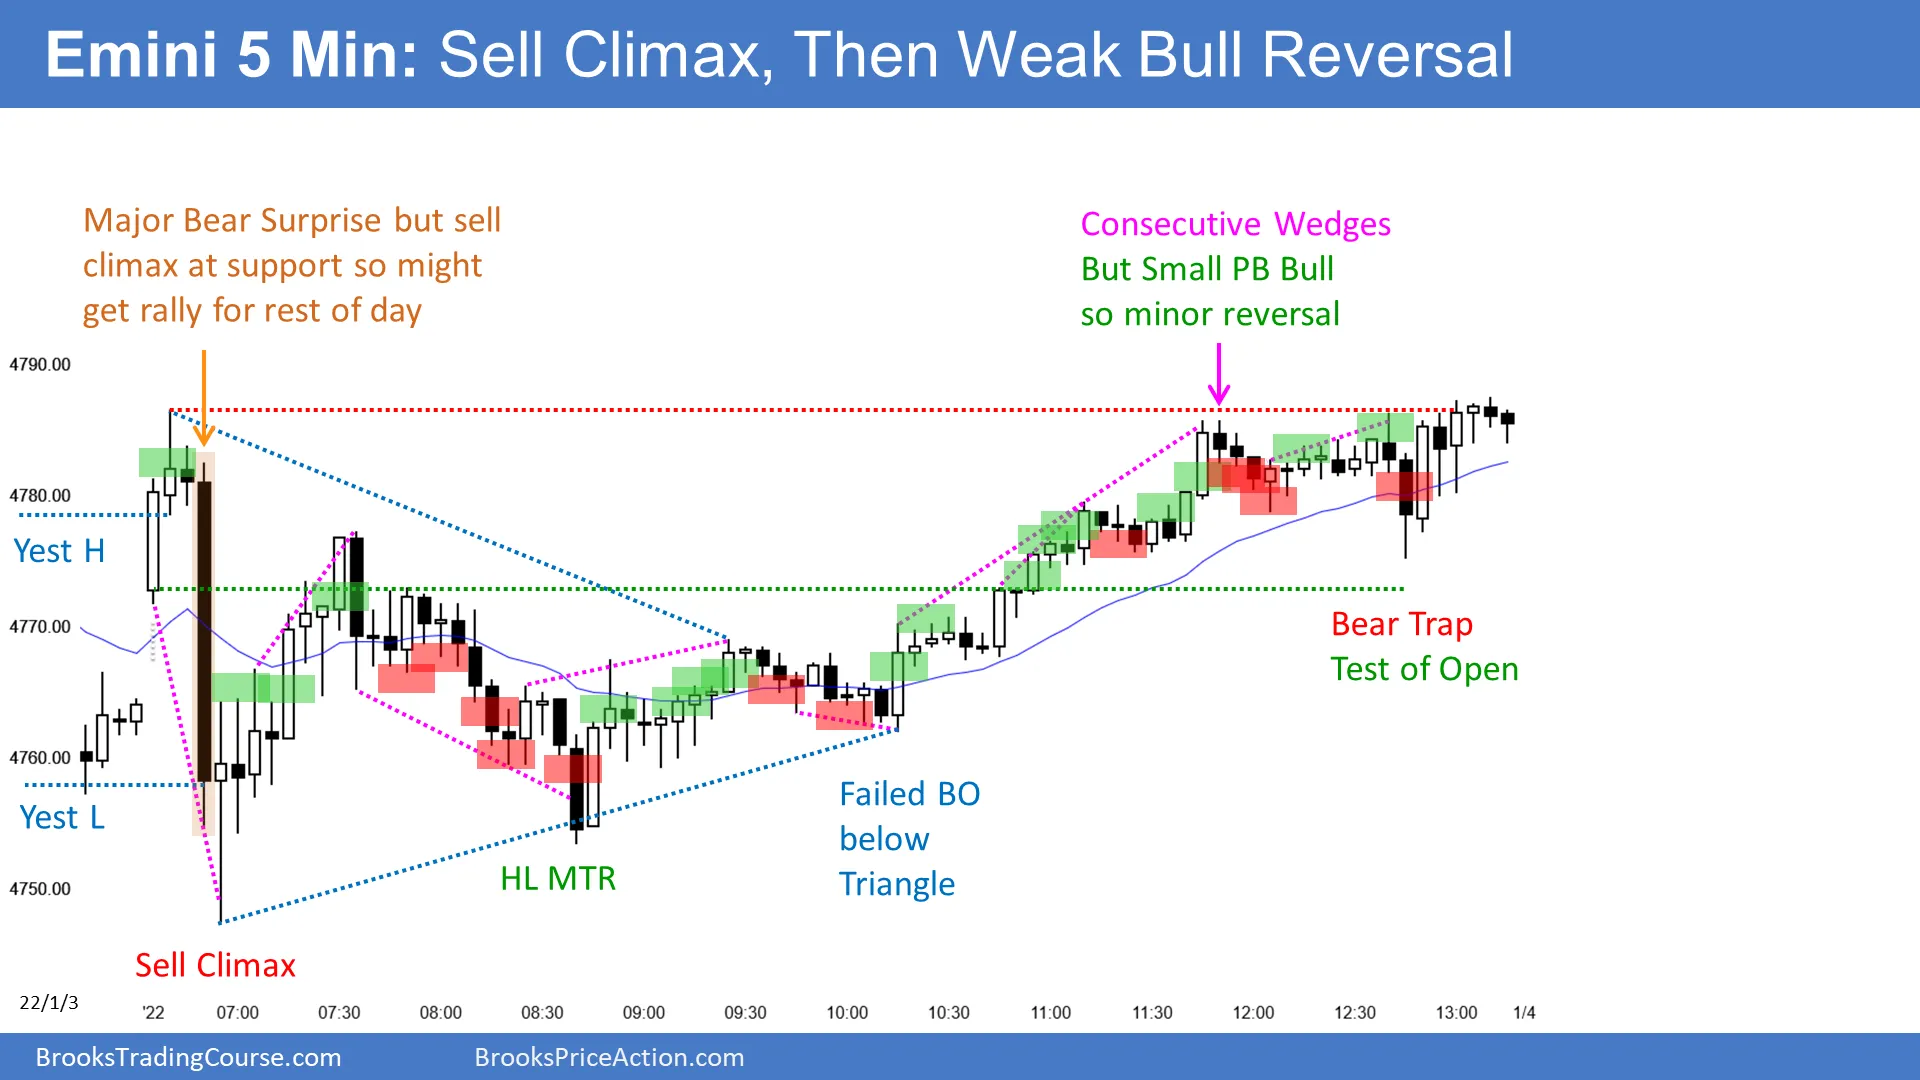 Emini 5 Min: Sell Climax, Then Weak Bull Reversal
Major Bear Surprise but sell
climax at support so might
get rally for rest of day
Consecutive Wedges
But Small PB Bull
so minor reversal
4790.00
4780.00
Yest H
4770.00
Bear Trap
Test of Open
4760.00
Yest L
Failed BO
below
Triangle
HL MTR
4750.00
Sell Climax
22/1/3
'22
07:00
07:30
08:00
08:30
09:00
09:30
10:00
10:30
11:00
11:30
12:00
12:30
13:00
1/4
BrooksTradingCourse.com
BrooksPriceAction.com